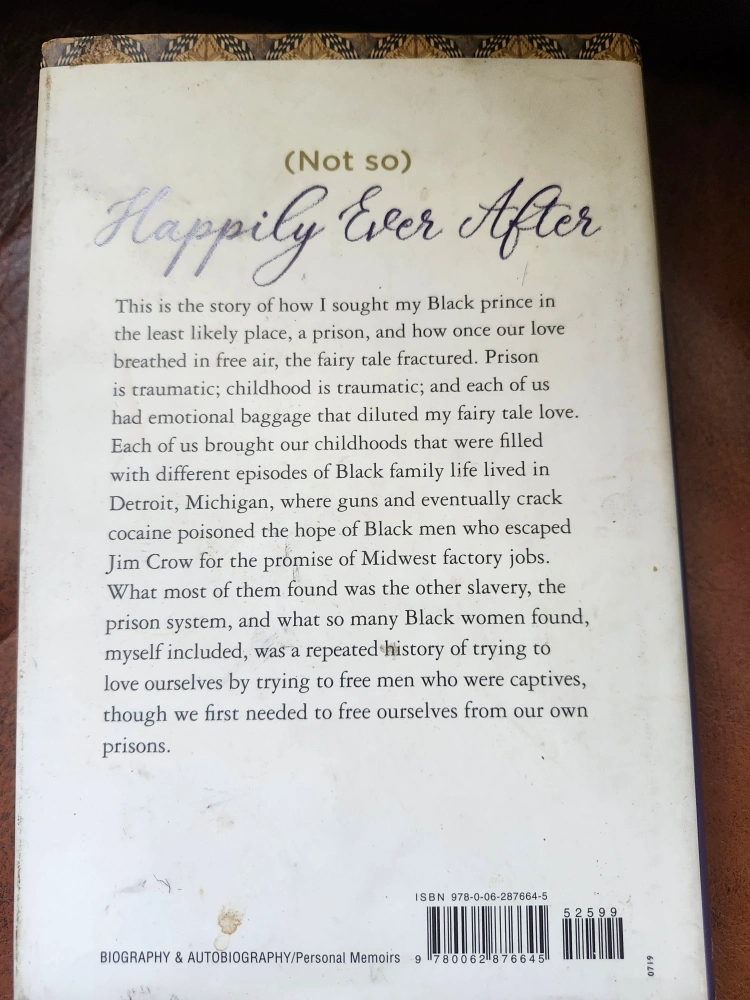 (Not so)
Happily Ever After
This is the story of how I sought my Black prince in
the least likely place, a prison, and how once our love
breathed in free air, the fairy tale fractured. Prison
is traumatic; childhood is traumatic; and each of us
had emotional baggage that diluted my fairy tale love.
Each of us brought our childhoods that were filled
with different episodes of Black family life lived in
Detroit, Michigan, where guns and eventually crack
cocaine poisoned the hope of Black men who escaped
Jim Crow for the promise of Midwest factory jobs.
What most of them found was the other slavery, the
prison system, and what so many Black women found,
myself included, was a repeated history of trying to
love ourselves by trying to free men who were captives,
though we first needed to free ourselves from our own
prisons.
ISBN 978-0-06-287664-5
52599
BIOGRAPHY & AUTOBIOGRAPHY/Personal Memoirs
9 780062 876645
0719